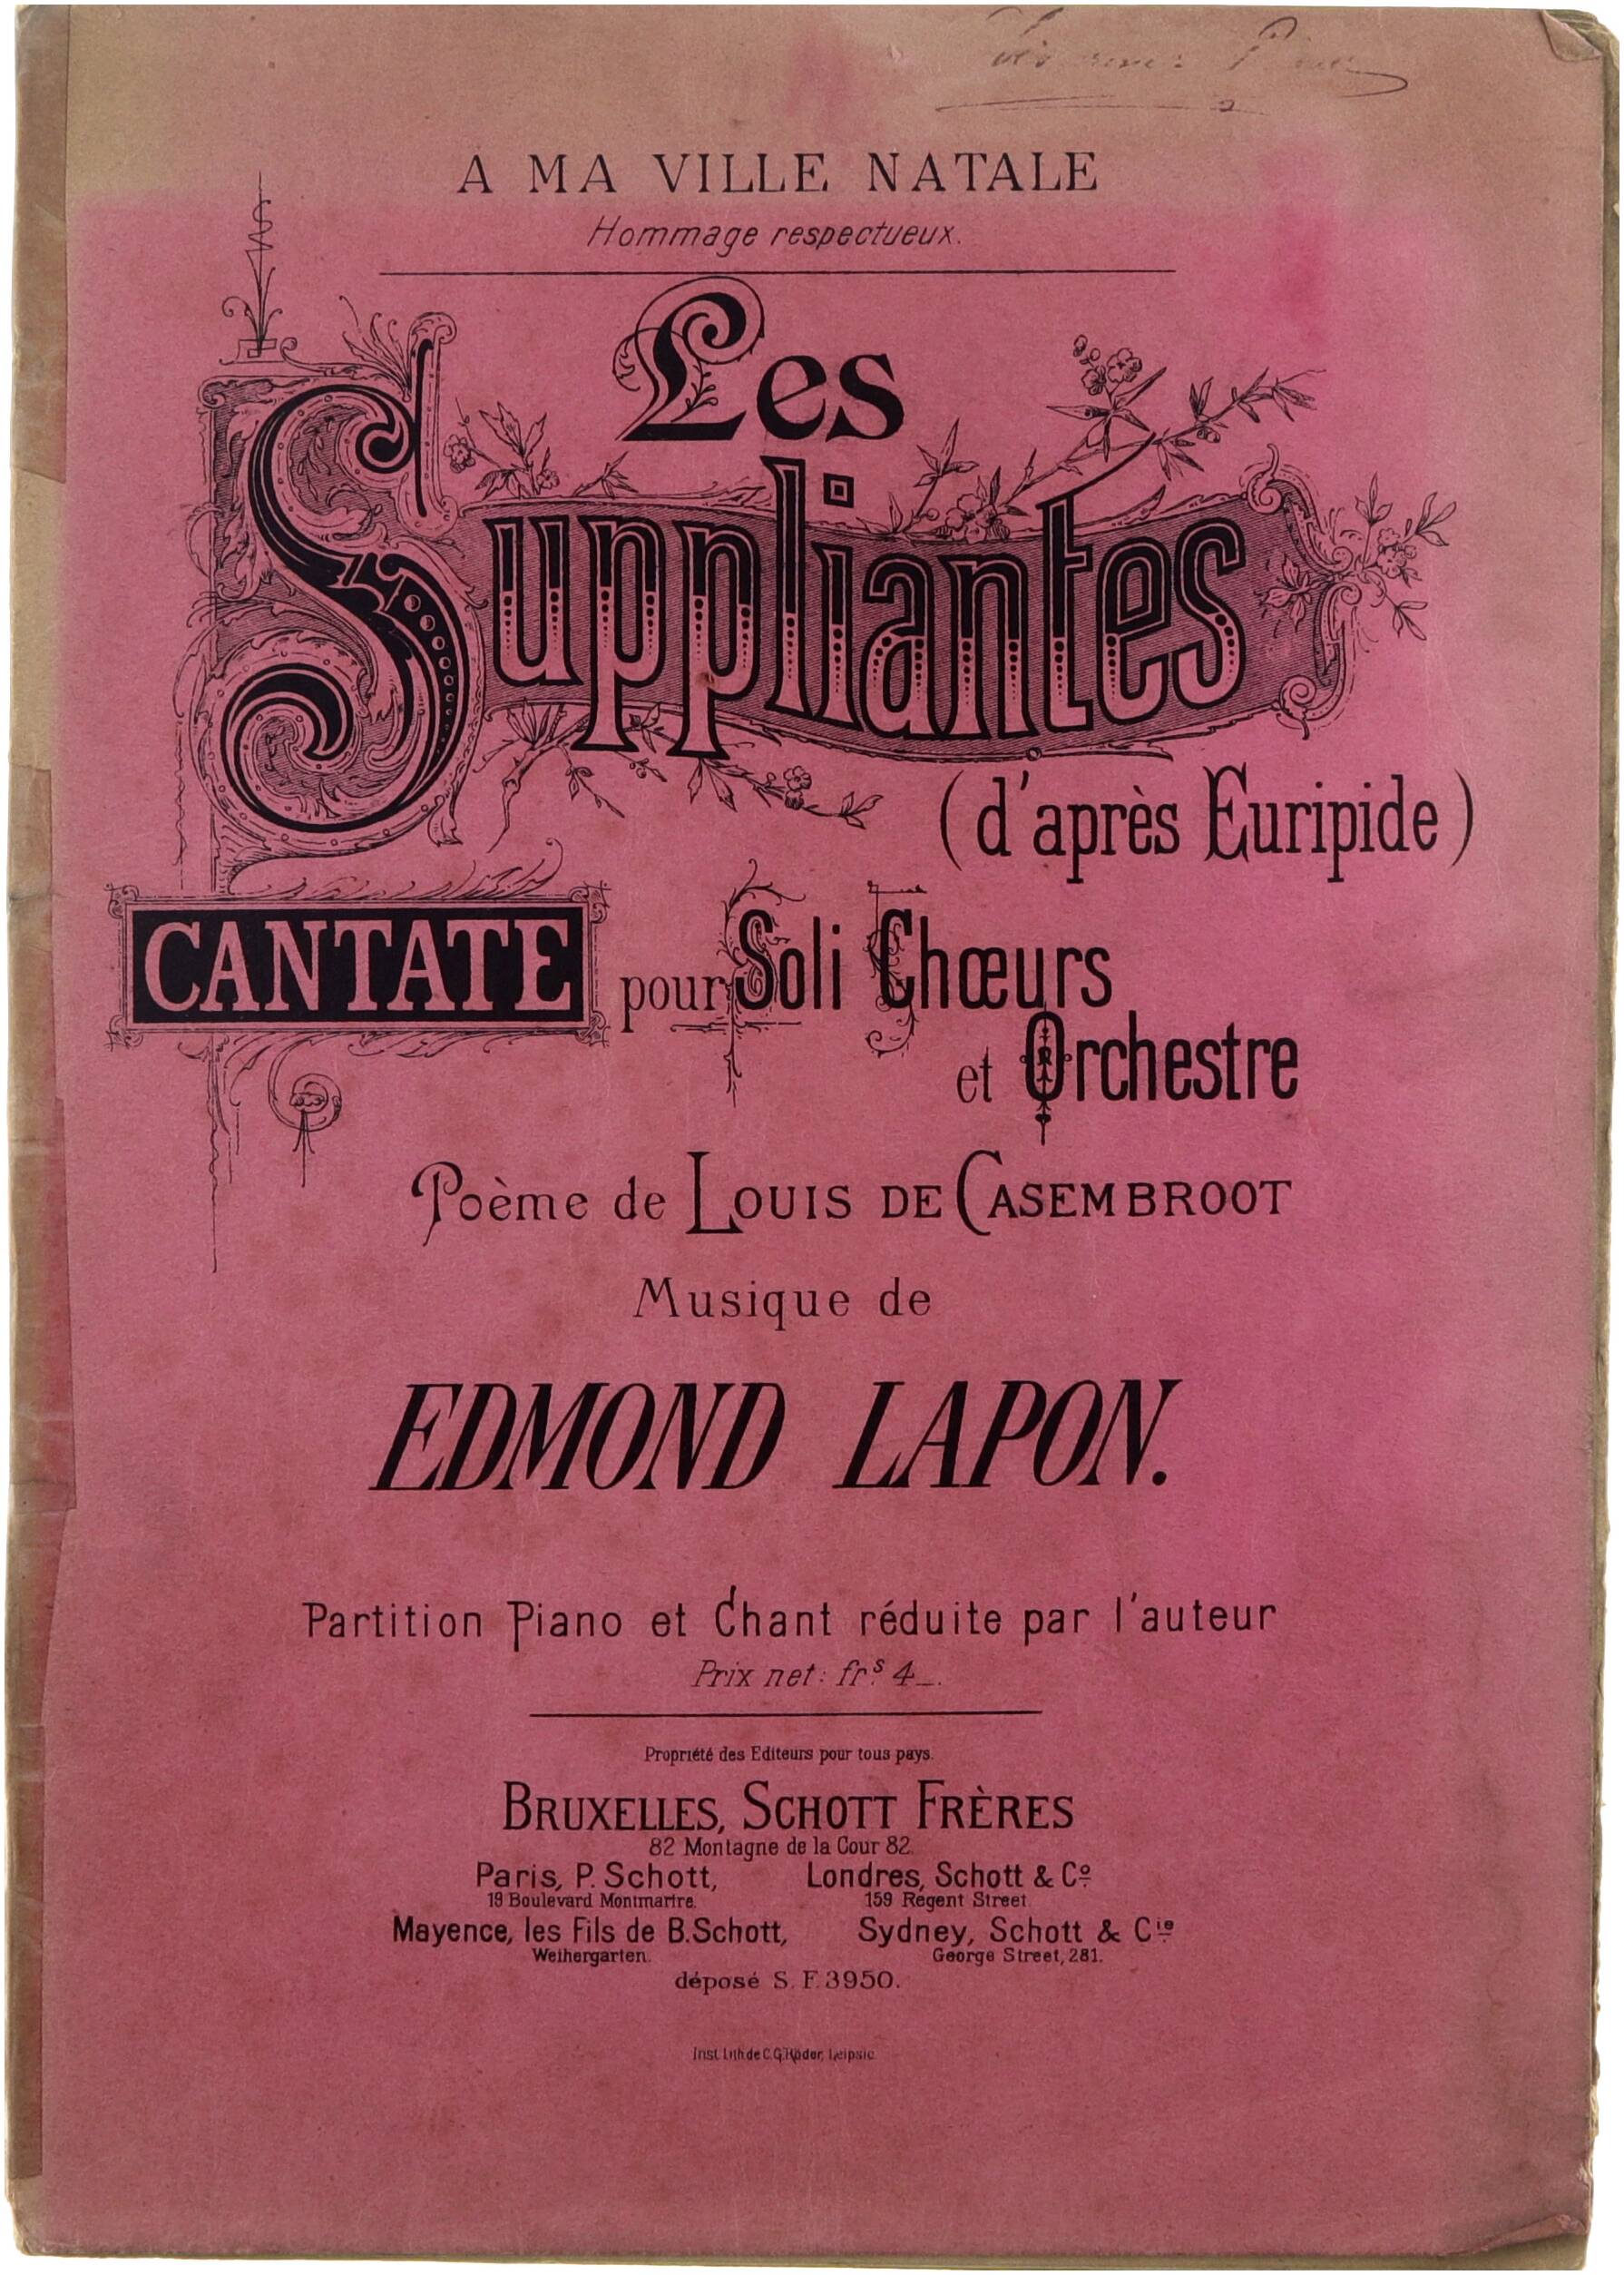 A MA VILLE NATALE
Hommage respectueux.
Les
Suppliantes
(d'après Euripide)
CANTATE pour Soli Chœurs
et Orchestre
Poème de Louis de Casembroot
Musique de
EDMOND LAPON.
Partition Piano et Chant réduite par l'auteur
Prix net: frs. 4_.
Propriété des Editeurs pour tous pays.
Bruxelles, Schott Frères
82 Montagne de la Cour 82.
Paris, P. Schott, Londres, Schott & Co.
19 Boulevard Montmartre. 159 Regent Street
Mayence, les Fils de B. Schott, Sydney, Schott & Cie
Weihergarten. George Street, 281.
déposé S. F. 3950.
Inst. Lith. de C. G. Röder, Leipsic.